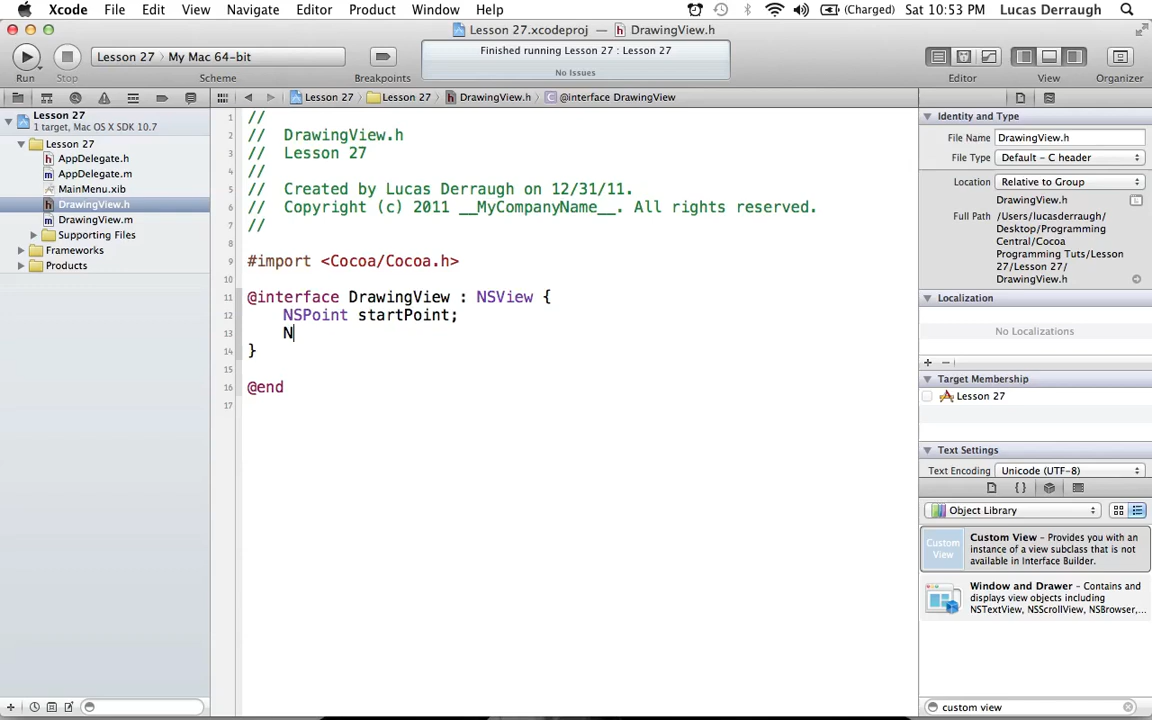 Xcode File Edit View Navigate Editor Product Window Help (Charged) Sat 10:53 PM Lucas Derraugh
Lesson 27.xcodeproj — DrawingView.h
Lesson 27 〉 My Mac 64-bit
Finished running Lesson 27 : Lesson 27
No Issues
Run Stop Scheme Breakpoints Editor View Organizer
Lesson 27
1 target, Mac OS X SDK 10.7
Lesson 27
AppDelegate.h
AppDelegate.m
MainMenu.xib
DrawingView.h
DrawingView.m
Supporting Files
Frameworks
Products
Lesson 27 〉 Lesson 27 〉 DrawingView.h 〉 @interface DrawingView
1 //
2 // DrawingView.h
3 // Lesson 27
4 //
5 // Created by Lucas Derraugh on 12/31/11.
6 // Copyright (c) 2011 __MyCompanyName__. All rights reserved.
7 //
8
9 #import <Cocoa/Cocoa.h>
10
11 @interface DrawingView : NSView {
12 NSPoint startPoint;
13 N
14 }
15
16 @end
17
Identity and Type
File Name DrawingView.h
File Type Default - C header
Location Relative to Group
DrawingView.h
Full Path /Users/lucasderraugh/
Desktop/Programming
Central/Cocoa
Programming Tuts/Lesson
27/Lesson 27/
DrawingView.h
Localization
No Localizations
Target Membership
Lesson 27
Text Settings
Text Encoding Unicode (UTF-8)
Object Library
Custom
View
Custom View - Provides you with an
instance of a view subclass that is not
available in Interface Builder.
Window and Drawer - Contains and
displays view objects including
NSTextView, NSScrollView, NSBrowser,...
custom view